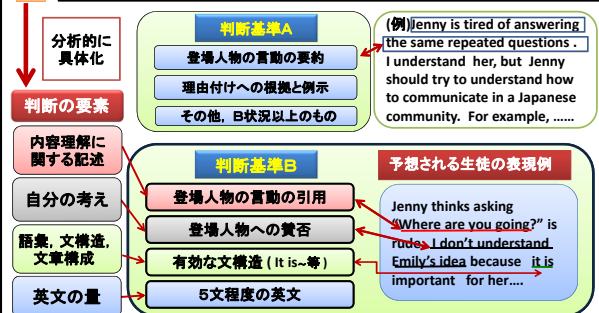 分析的に
具体化
判断の要素
内容理解に
関する記述
自分の考え
語彙，文構造，
文章構成
英文の量
判断基準A
登場人物の言動の要約
理由付けへの根拠と例示
その他，B状況以上のもの
(例)Jenny is tired of answering
the same repeated questions .
I understand her, but Jenny
should try to understand how
to communicate in a Japanese
community. For example, ……
判断基準B
登場人物の言動の引用
登場人物への賛否
有効な文構造（It is~等）
５文程度の英文
予想される生徒の表現例
Jenny thinks asking
“Where are you going?” is
rude. I don’t understand
Emily’s idea because it is
important for her….